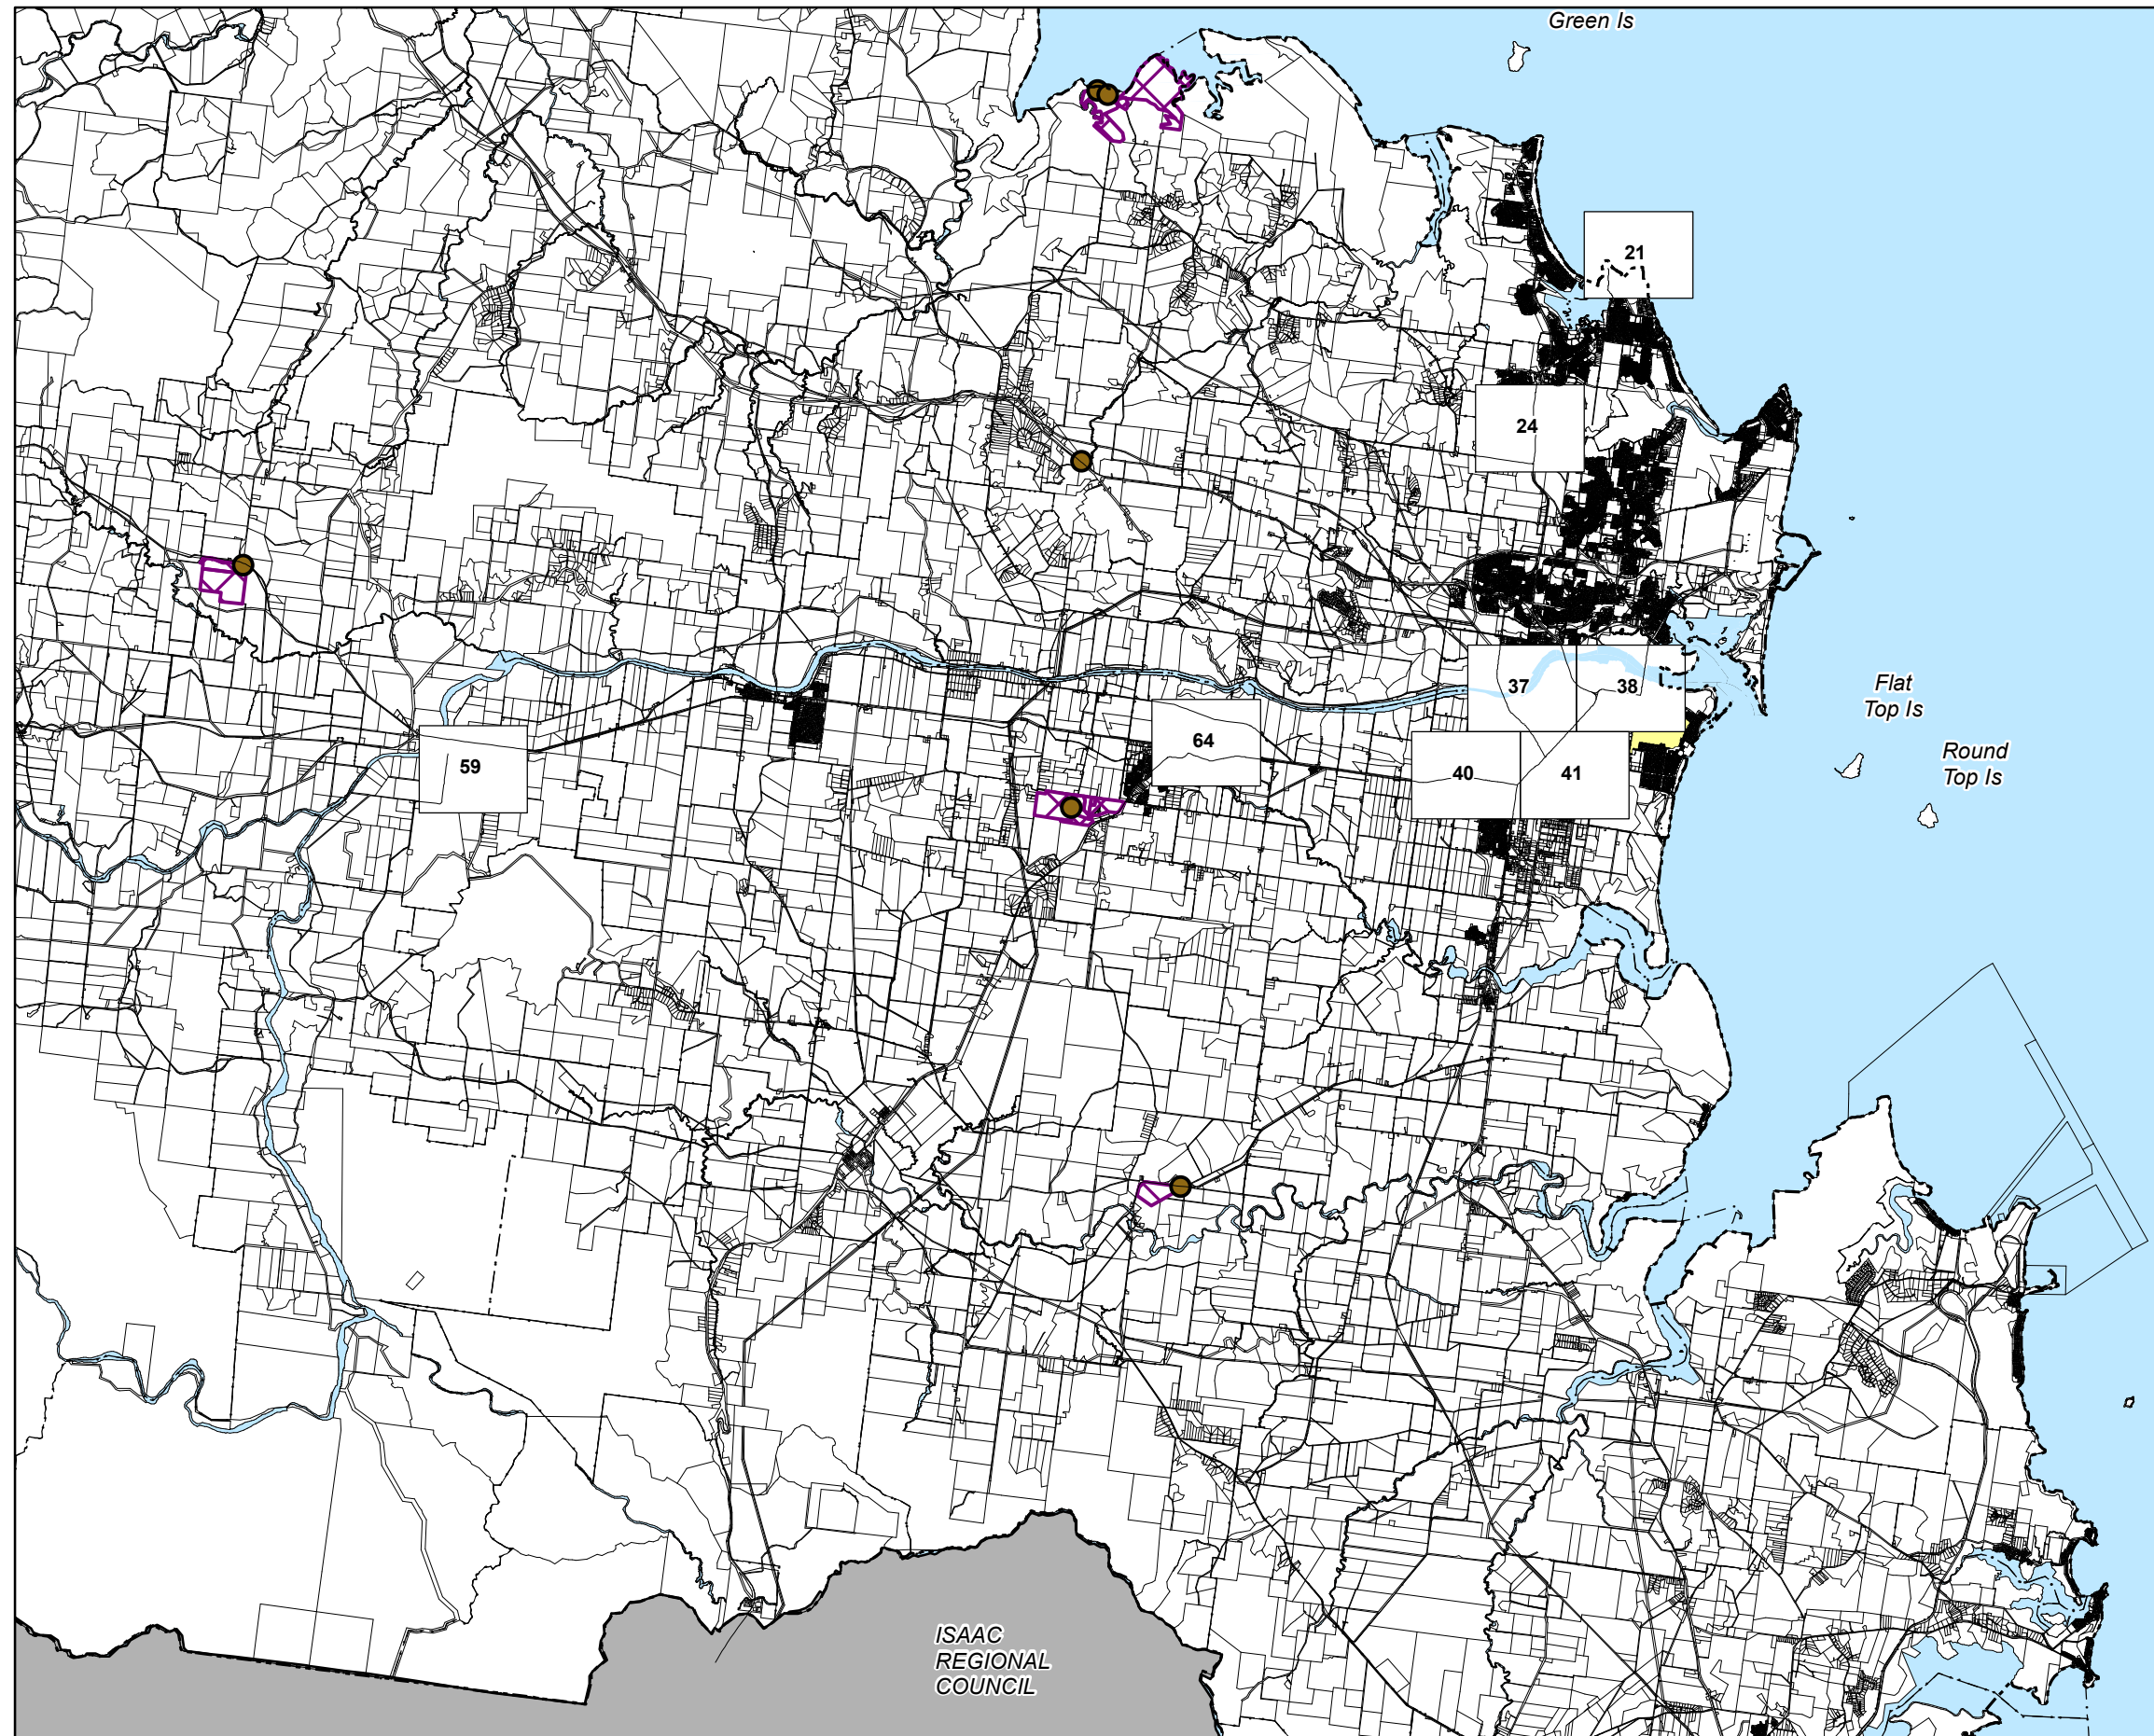 Green Is
21
24
37
38
Flat
Top Is
64
Round
Top Is
59
40
41
ISAAC
REGIONAL
COUNCIL